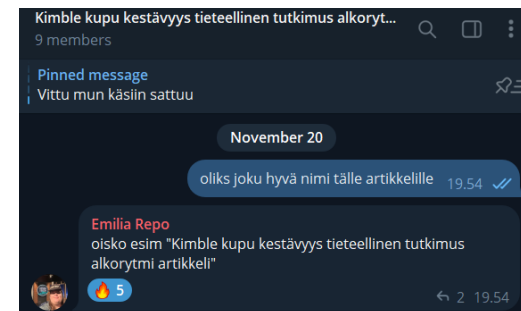 Kimble kupu kestävyys tieteellinen tutkimus alkoryt...
9 members
Pinned message
Vittu mun käsiin sattuu
November 20
oliks joku hyvä nimi tälle artikkelille 19.54
Emilia Repo
oisko esim "Kimble kupu kestävyys tieteellinen tutkimus
alkorytmi artikkeli"
🔥 5 2 19.54